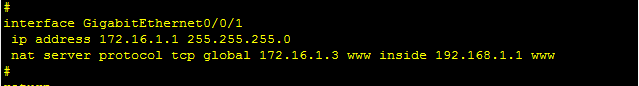 #
interface GigabitEthernet0/0/1
 ip address 172.16.1.1 255.255.255.0
 nat server protocol tcp global 172.16.1.3 www inside 192.168.1.1 www
#